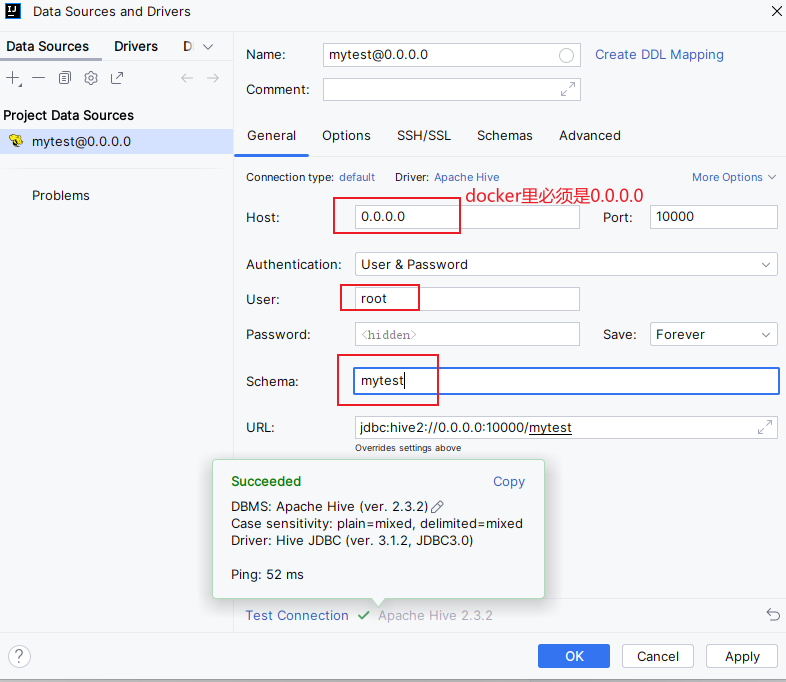 Data Sources and Drivers
Data Sources Drivers D
Project Data Sources
mytest@0.0.0.0
Problems
Name: mytest@0.0.0.0 Create DDL Mapping
Comment:
General Options SSH/SSL Schemas Advanced
Connection type: default Driver: Apache Hive More Options
docker里必须是0.0.0.0
Host: 0.0.0.0 Port: 10000
Authentication: User & Password
User: root
Password: <hidden> Save: Forever
Schema: mytest
URL: jdbc:hive2://0.0.0.0:10000/mytest
Overrides settings above
Succeeded Copy
DBMS: Apache Hive (ver. 2.3.2)
Case sensitivity: plain=mixed, delimited=mixed
Driver: Hive JDBC (ver. 3.1.2, JDBC3.0)
Ping: 52 ms
Test Connection Apache Hive 2.3.2
? OK Cancel Apply